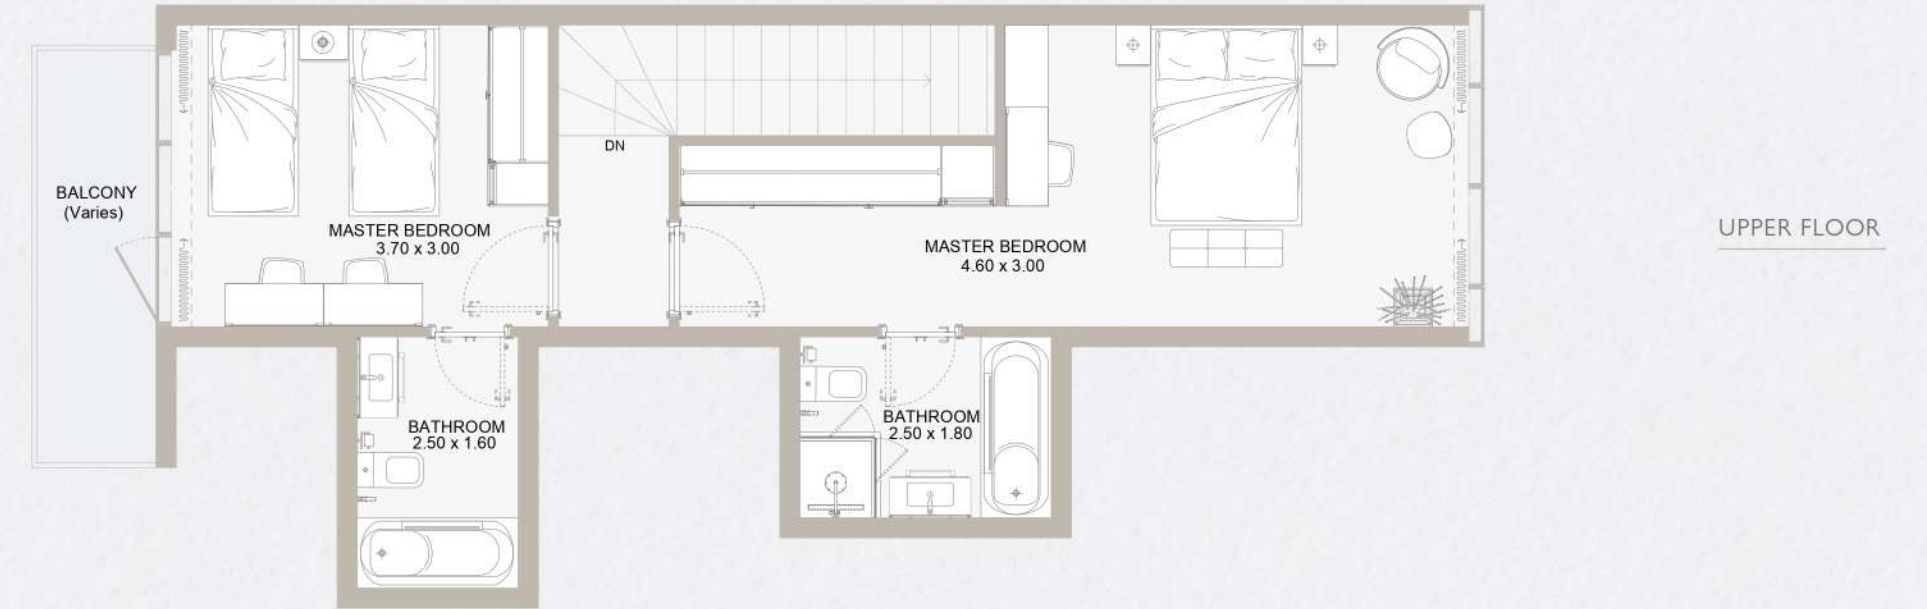 BALCONY
(Varies)
MASTER BEDROOM
3.70 x 3.00
DN
MASTER BEDROOM
4.60 x 3.00
BATHROOM
2.50 x 1.60
BATHROOM
2.50 x 1.80
UPPER FLOOR